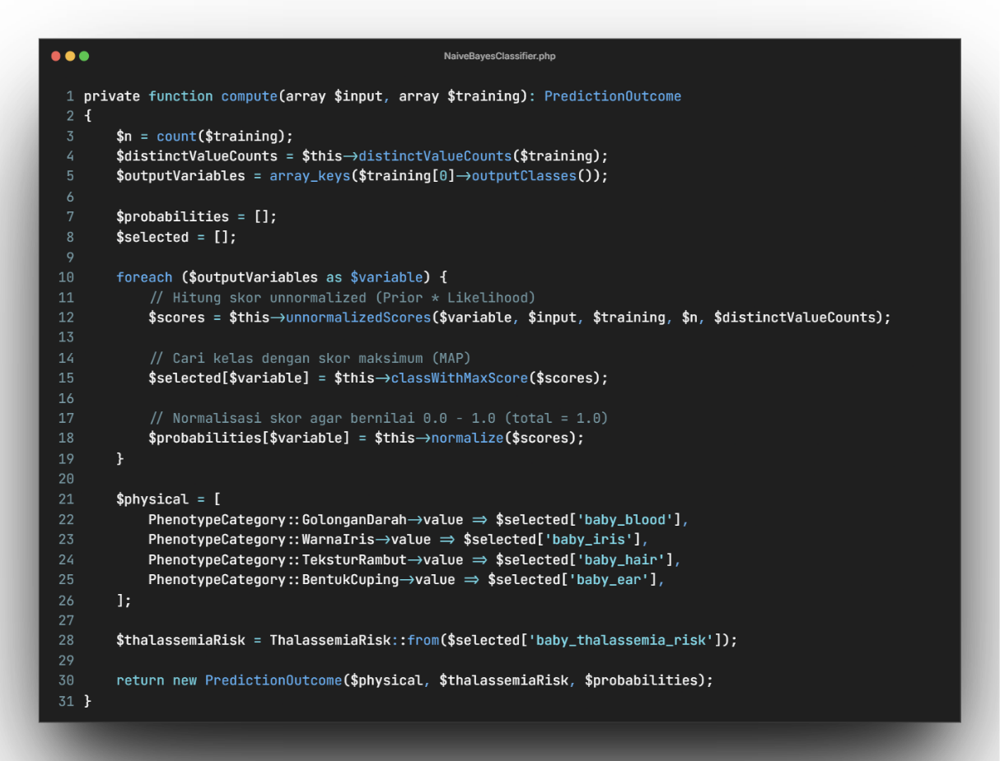 NaiveBayesClassifier.php
1 private function compute(array $input, array $training): PredictionOutcome
2 {
3     $n = count($training);
4     $distinctValueCounts = $this->distinctValueCounts($training);
5     $outputVariables = array_keys($training[0]->outputClasses());
6
7     $probabilities = [];
8     $selected = [];
9
10     foreach ($outputVariables as $variable) {
11         // Hitung skor unnormalized (Prior * Likelihood)
12         $scores = $this->unnormalizedScores($variable, $input, $training, $n, $distinctValueCounts);
13
14         // Cari kelas dengan skor maksimum (MAP)
15         $selected[$variable] = $this->classWithMaxScore($scores);
16
17         // Normalisasi skor agar bernilai 0.0 - 1.0 (total = 1.0)
18         $probabilities[$variable] = $this->normalize($scores);
19     }
20
21     $physical = [
22         PhenotypeCategory::GolonganDarah->value => $selected['baby_blood'],
23         PhenotypeCategory::WarnaIris->value => $selected['baby_iris'],
24         PhenotypeCategory::TeksturRambut->value => $selected['baby_hair'],
25         PhenotypeCategory::BentukCuping->value => $selected['baby_ear'],
26     ];
27
28     $thalassemiaRisk = ThalassemiaRisk::from($selected['baby_thalassemia_risk']);
29
30     return new PredictionOutcome($physical, $thalassemiaRisk, $probabilities);
31 }